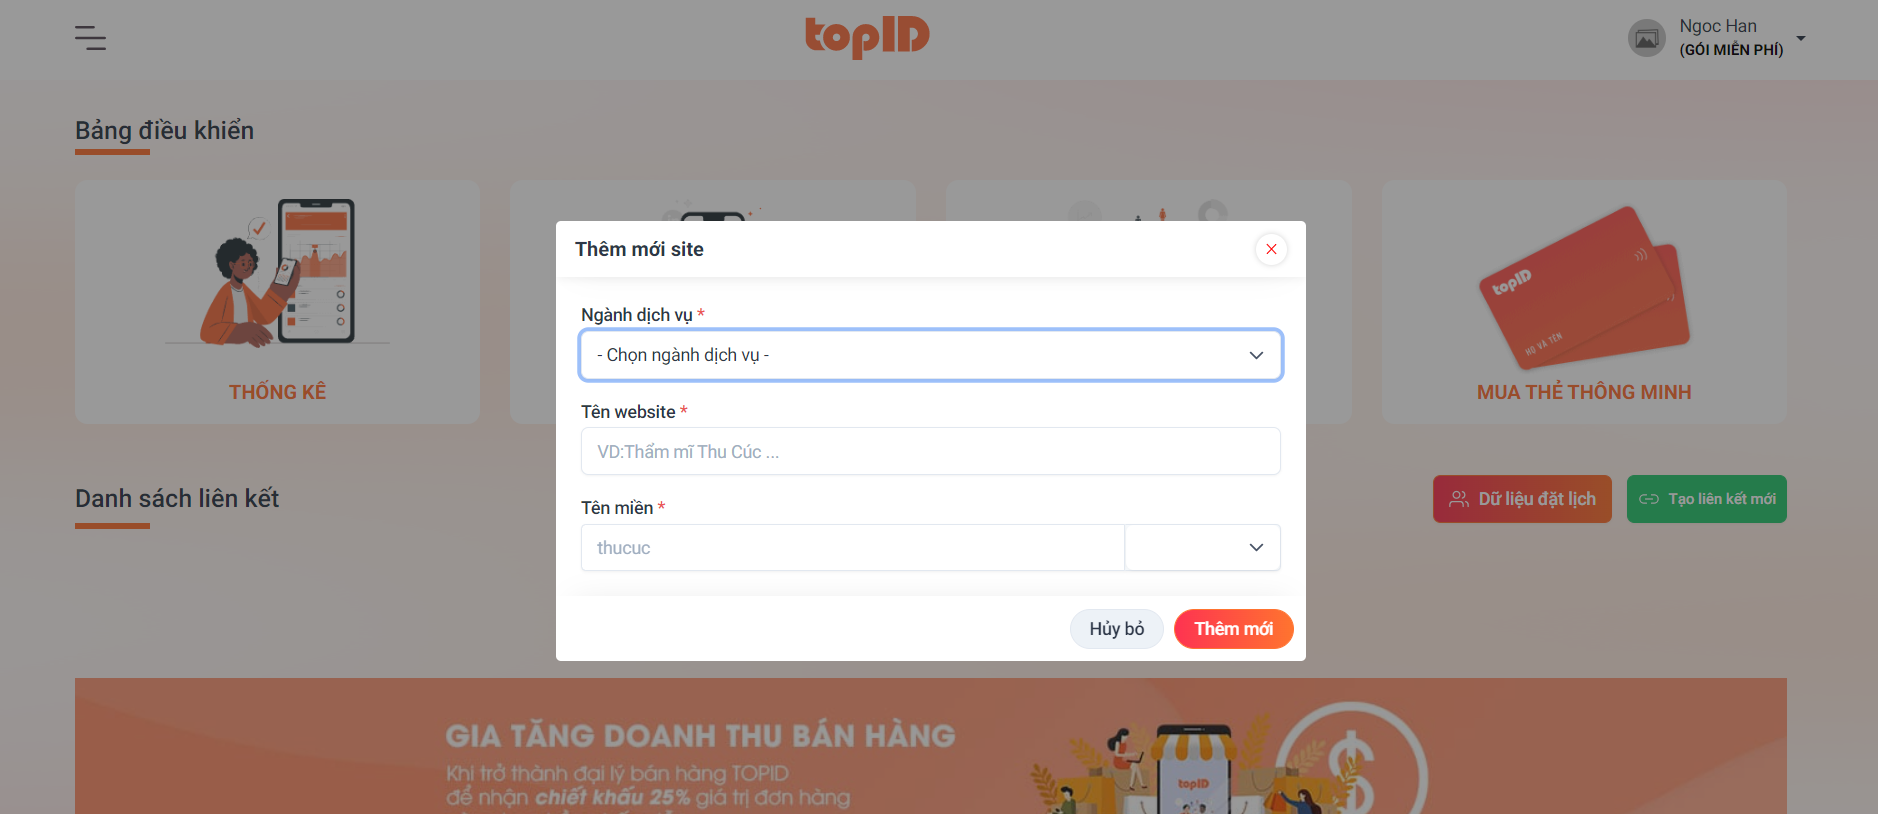 topID
Ngoc Han
(GÓI MIỄN PHÍ)
Bảng điều khiển
THỐNG KÊ
topID
HỌ VÀ TÊN
MUA THẺ THÔNG MINH
Thêm mới site
Ngành dịch vụ *
- Chọn ngành dịch vụ -
Tên website *
VD:Thẩm mĩ Thu Cúc ...
Tên miền *
thucuc
Hủy bỏ
Thêm mới
Danh sách liên kết
Dữ liệu đặt lịch
Tạo liên kết mới
GIA TĂNG DOANH THU BÁN HÀNG
Khi trở thành đại lý bán hàng TOPID
để nhận chiết khấu 25% giá trị đơn hàng
topID